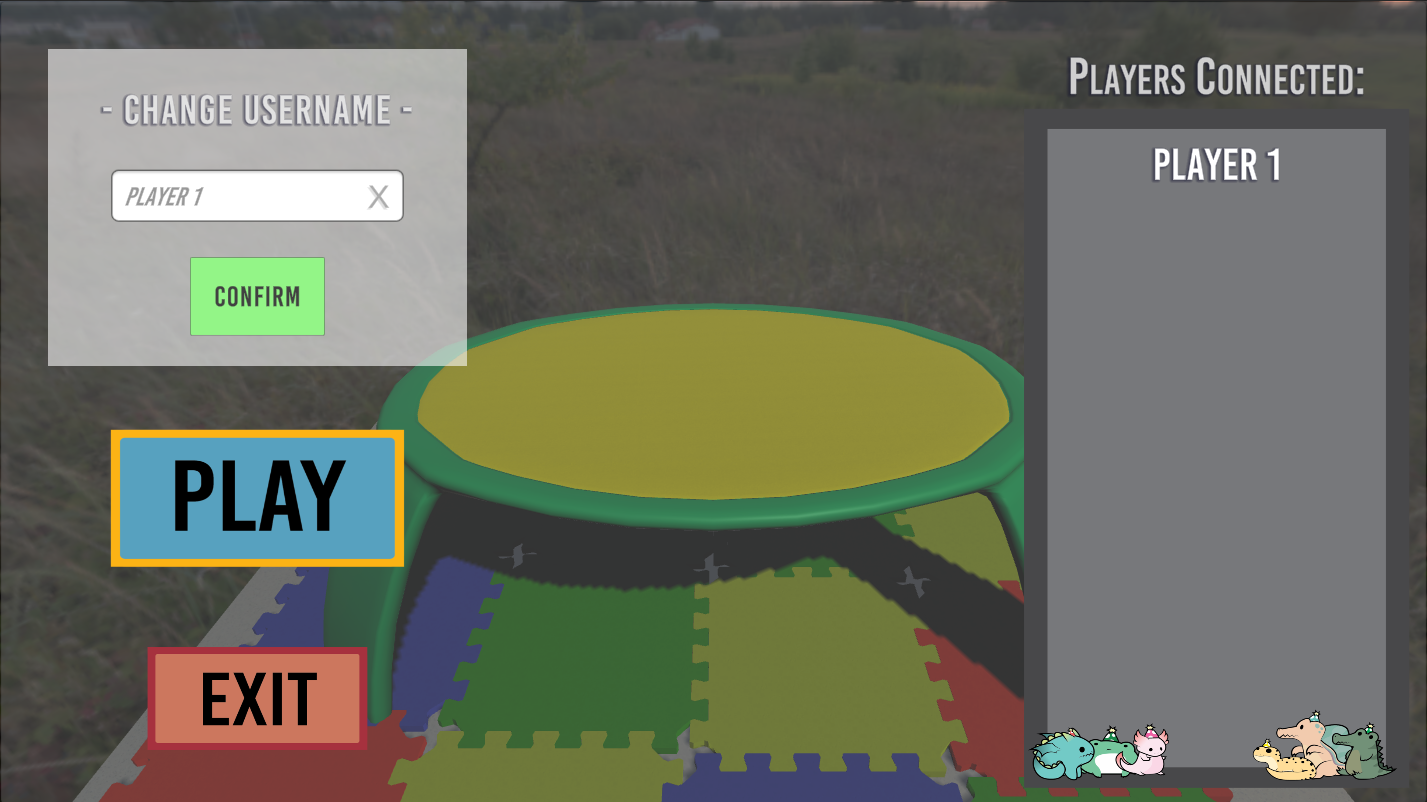 - CHANGE USERNAME -
PLAYER 1 X
CONFIRM
PLAY
EXIT
PLAYERS CONNECTED:
PLAYER 1